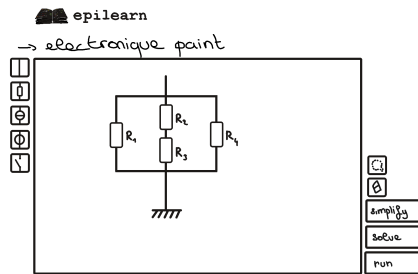 epilearn
→ electronique paint
R₁
R₂
R₃
R₄
simplify
solve
run